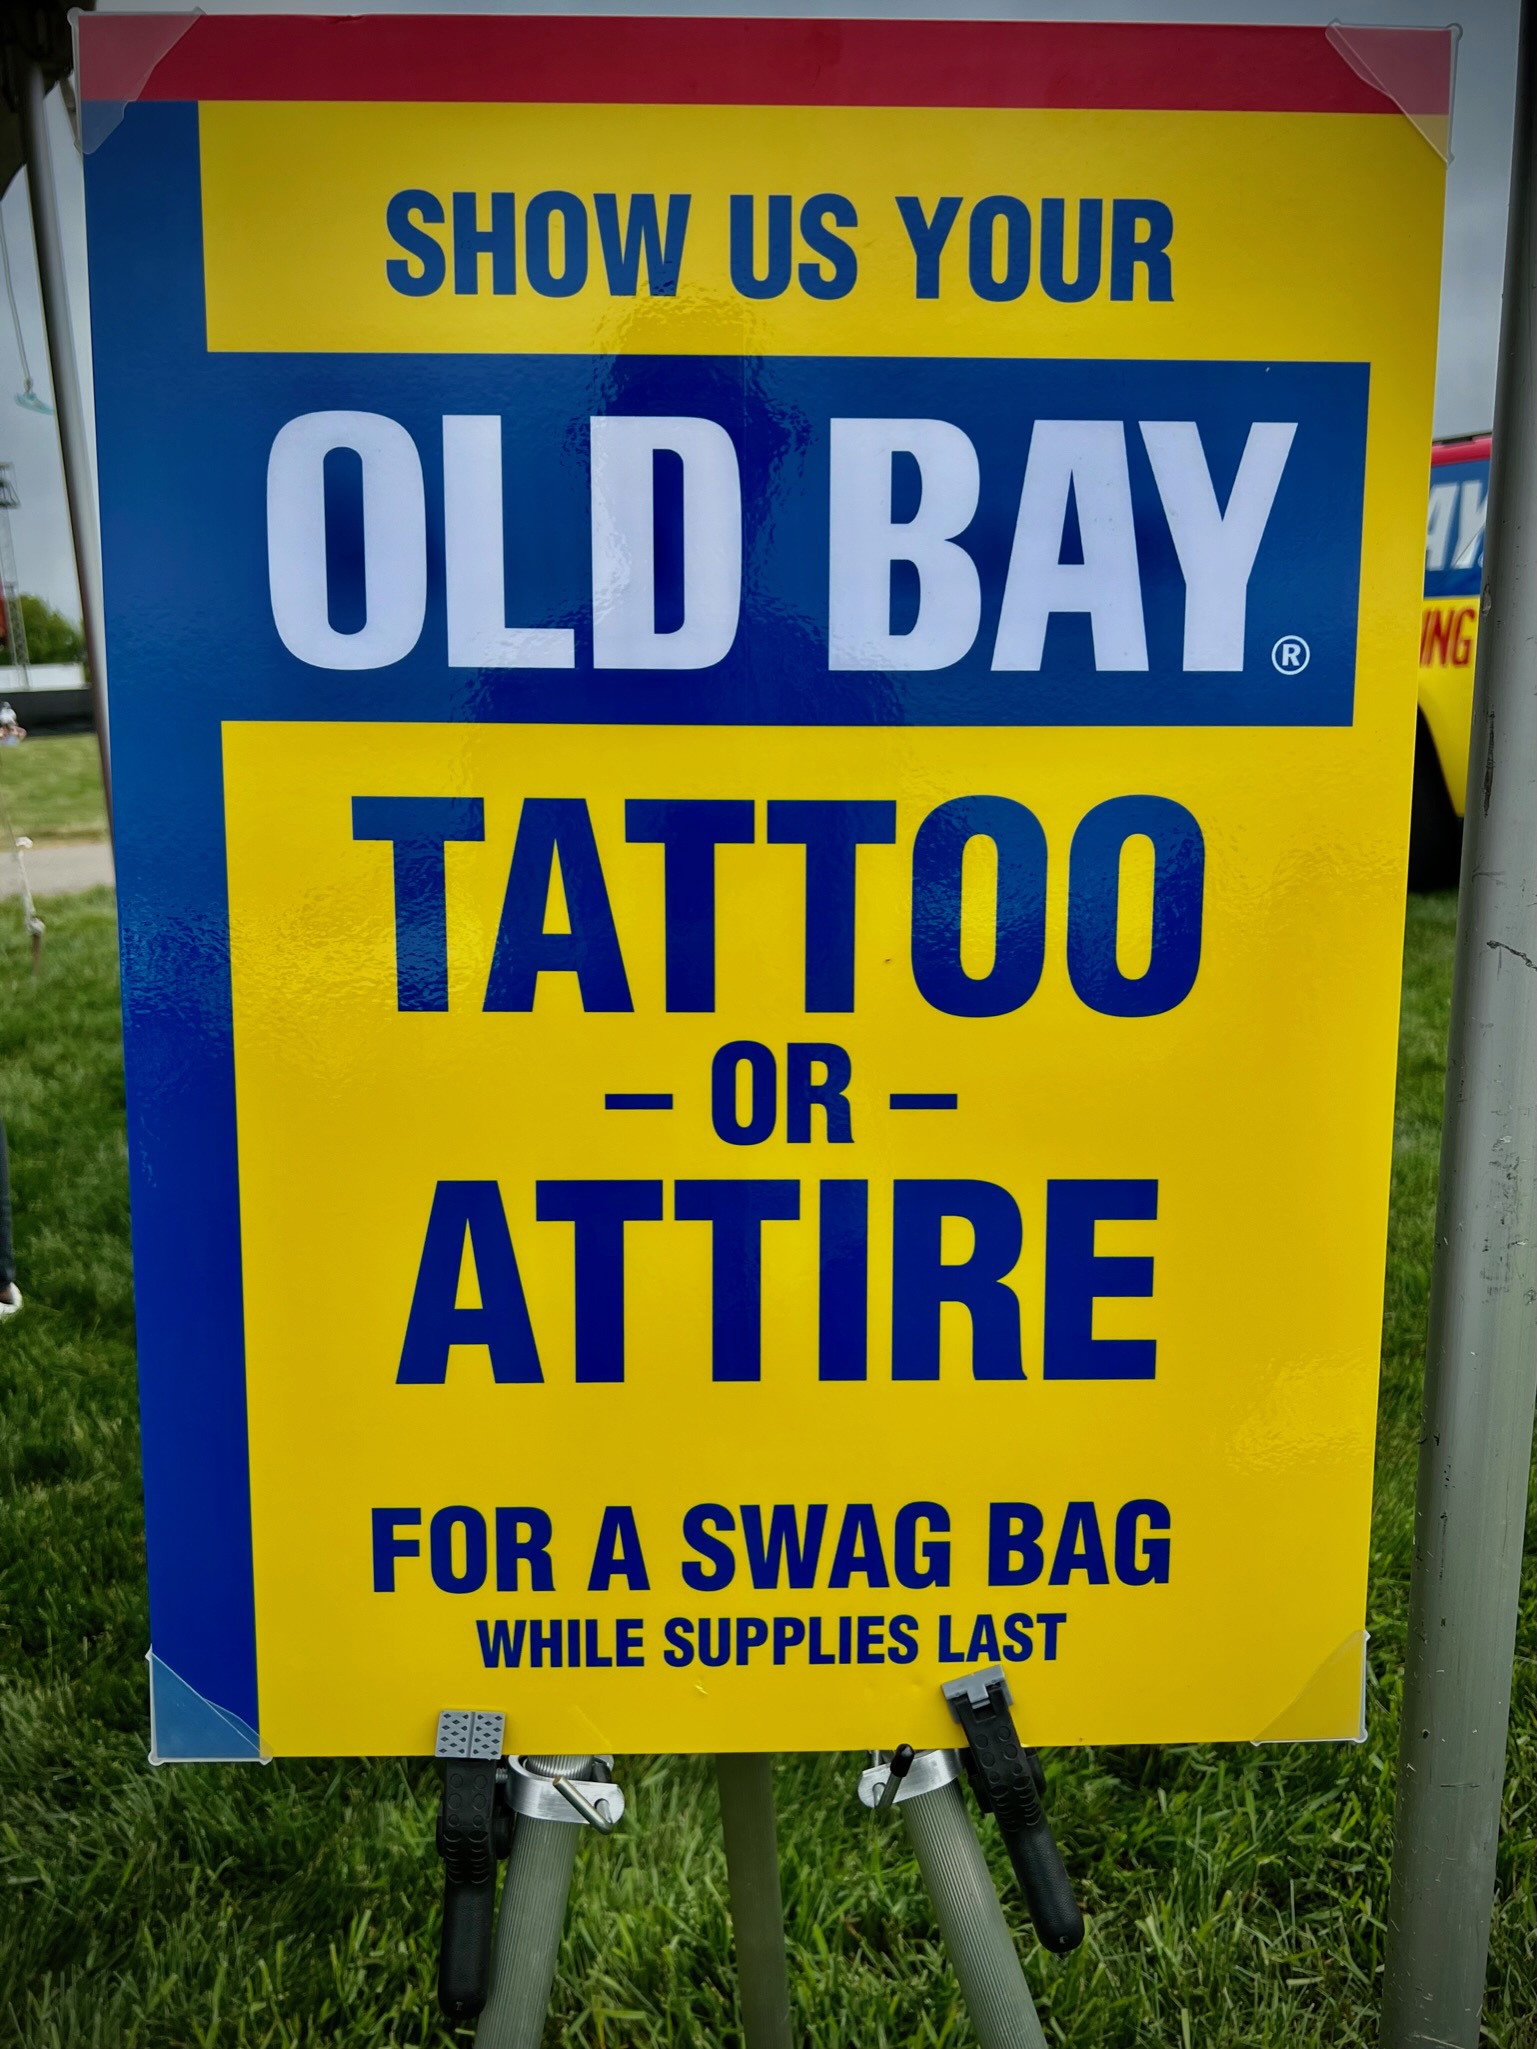 SHOW US YOUR
OLD BAY®
TATTOO
– OR –
ATTIRE
FOR A SWAG BAG
WHILE SUPPLIES LAST